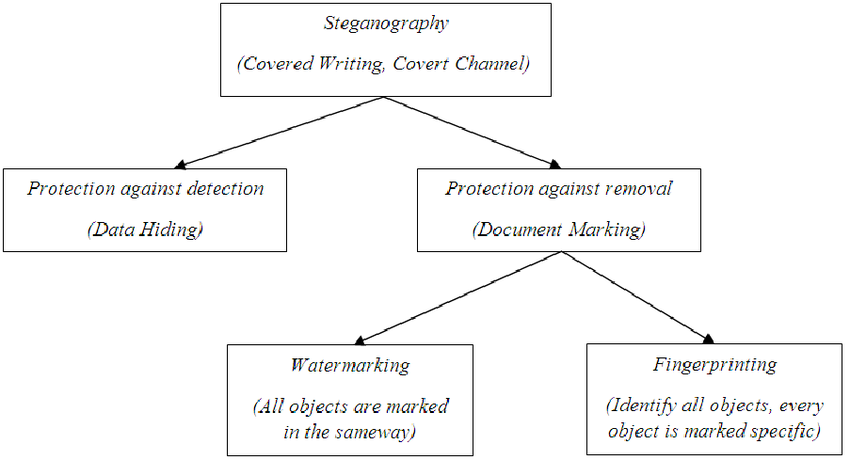 Steganography
(Covered Writing, Covert Channel)
Protection against detection
(Data Hiding)
Protection against removal
(Document Marking)
Watermarking
(All objects are marked
in the sameway)
Fingerprinting
(Identify all objects, every
object is marked specific)